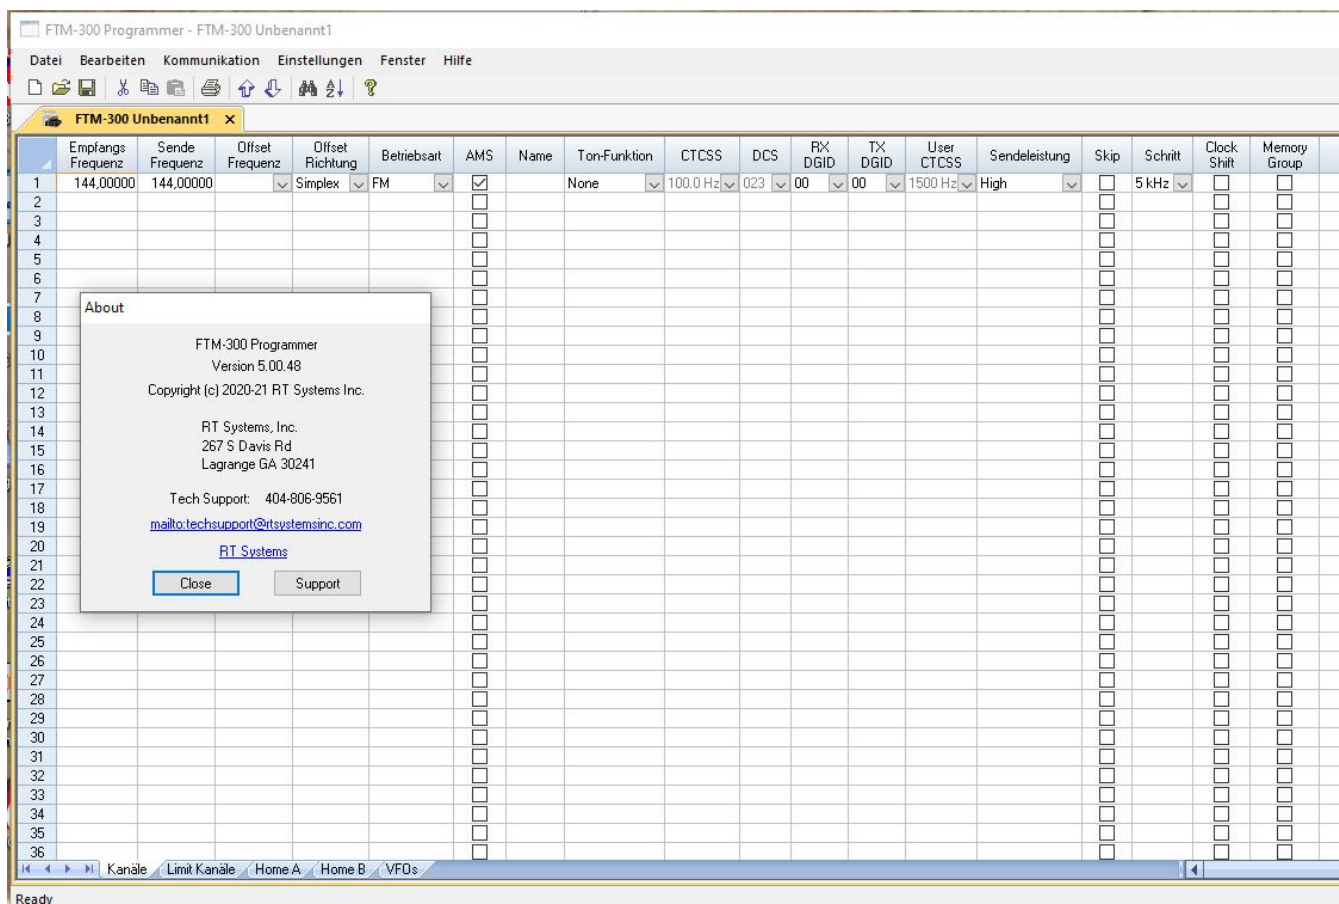 FTM-300 Programmer - FTM-300 Unbenannt1
Datei Bearbeiten Kommunikation Einstellungen Fenster Hilfe
FTM-300 Unbenannt1 X
Empfangs Frequenz Sende Frequenz Offset Frequenz Offset Richtung Betriebsart AMS Name Ton-Funktion CTCSS DCS RX DGID TX DGID User CTCSS Sendeleistung Skip Schritt Clock Shift Memory Group
1 144,00000 144,00000 Simplex FM None 100.0 Hz 023 00 00 1500 Hz High 5 kHz
2
3
4
5
6
7
8
9
10
11
12
13
14
15
16
17
18
19
20
21
22
23
24
25
26
27
28
29
30
31
32
33
34
35
36
About
FTM-300 Programmer
Version 5.00.48
Copyright (c) 2020-21 RT Systems Inc.
RT Systems, Inc.
267 S Davis Rd
Lagrange GA 30241
Tech Support: 404-806-9561
mailto:techsupport@rtsystemsinc.com
RT Systems
Close Support
Kanäle Limit Kanäle Home A Home B VFOs
Ready